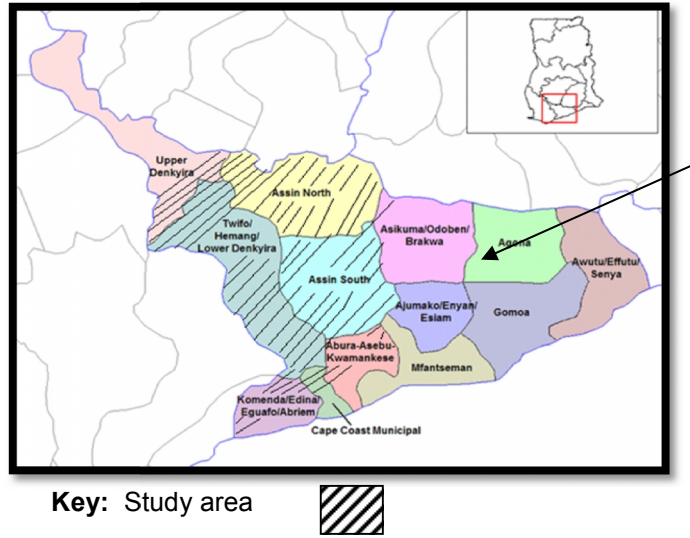 Upper
Denkyira
Assin North
Twifo/
Hemang/
Lower Denkyira
Asikuma/Odoben/
Brakwa
Agona
Awutu/Effutu/
Senya
Assin South
Ajumako/Enyan/
Esiam
Gomoa
Abura-Asebu-
Kwamankese
Mfantseman
Komenda/Edina/
Eguafo/Abriem
Cape Coast Municipal
Key: Study area